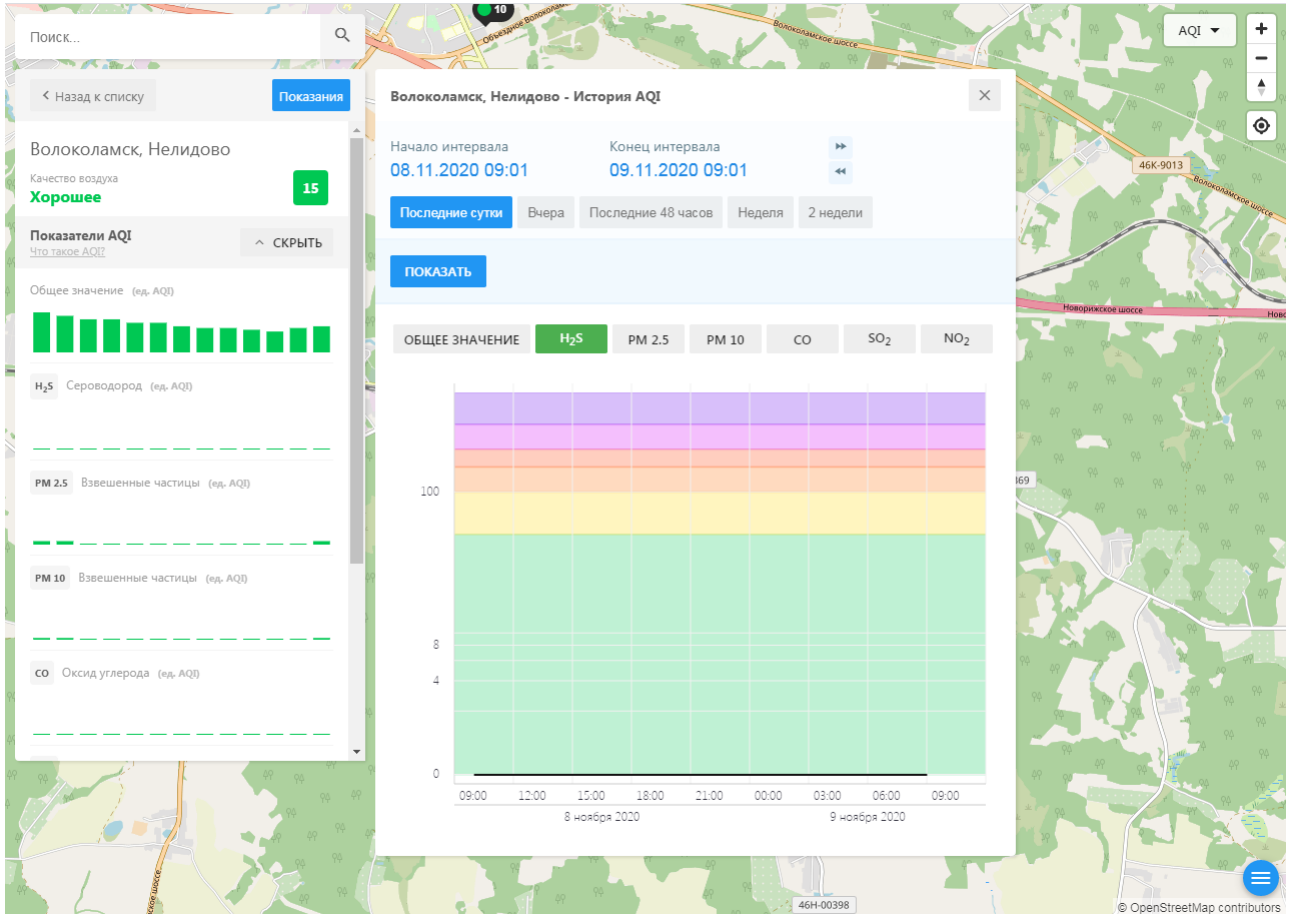 Поиск...
10
Объездное Волоколамское шоссе
Волоколамское шоссе
AQI
Назад к списку
Показания
Волоколамск, Нелидово
Качество воздуха
Хорошее
15
Показатели AQI
Что такое AQI?
СКРЫТЬ
Общее значение (ед. AQI)
H₂S Сероводород (ед. AQI)
PM 2.5 Взвешенные частицы (ед. AQI)
PM 10 Взвешенные частицы (ед. AQI)
CO Оксид углерода (ед. AQI)
Волоколамск, Нелидово - История AQI
Начало интервала
08.11.2020 09:01
Конец интервала
09.11.2020 09:01
Последние сутки
Вчера
Последние 48 часов
Неделя
2 недели
ПОКАЗАТЬ
ОБЩЕЕ ЗНАЧЕНИЕ
H₂S
PM 2.5
PM 10
CO
SO₂
NO₂
100
8
4
0
09:00 12:00 15:00 18:00 21:00 00:00 03:00 06:00 09:00
8 ноября 2020 9 ноября 2020
46К-9013
Волоколамское шоссе
Новорижское шоссе
Ново
369
46Н-00398
ское шоссе
© OpenStreetMap contributors